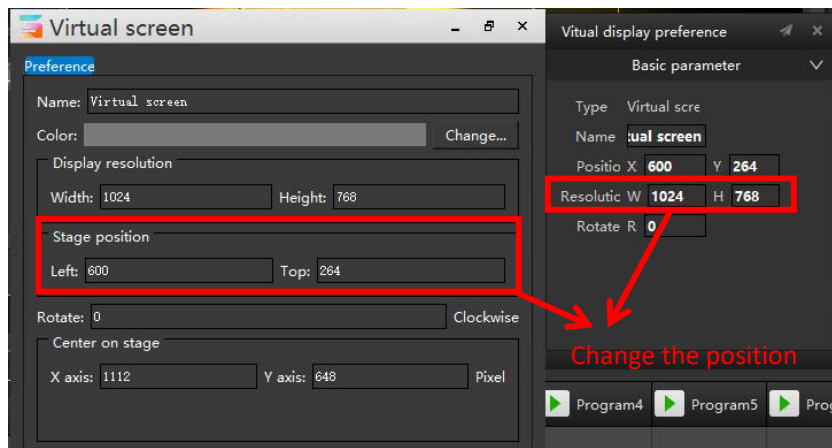 Virtual screen
Preference
Name: Virtual screen
Color: Change...
Display resolution
Width: 1024 Height: 768
Stage position
Left: 600 Top: 264
Rotate: 0 Clockwise
Center on stage
X axis: 1112 Y axis: 648 Pixel
Vitual display preference
Basic parameter
Type Virtual scre
Name tual screen
Positio X 600 Y 264
Resolutic W 1024 H 768
Rotate R 0
Change the position
Program4 Program5 Prog